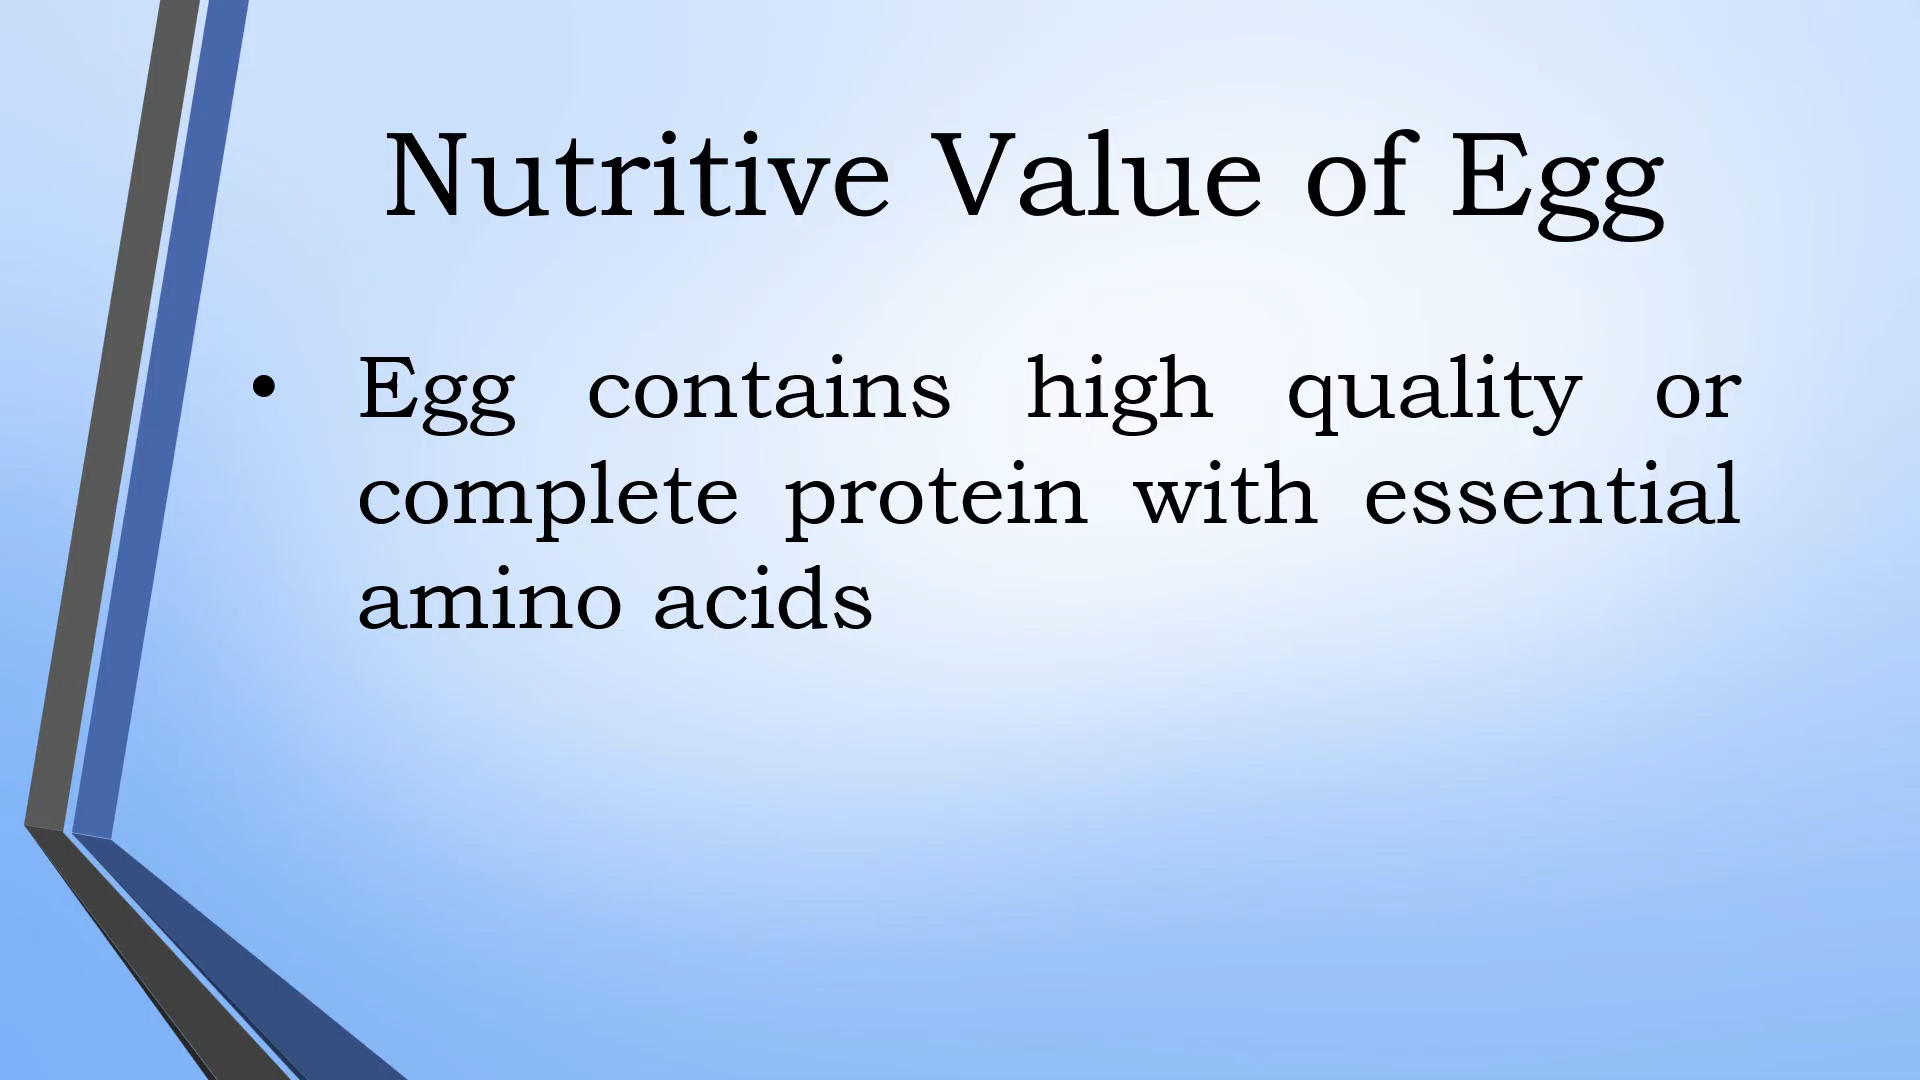 Nutritive Value of Egg
• Egg contains high quality or
complete protein with essential
amino acids